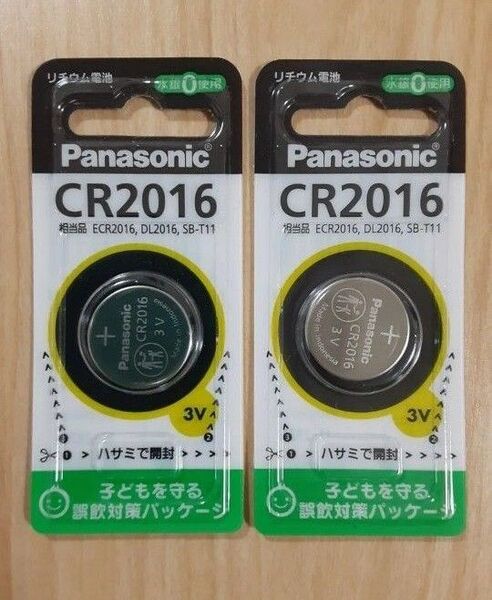 リチウム電池
水銀0使用
Panasonic
CR2016
相当品 ECR2016, DL2016, SB-T11
Panasonic
CR2016
3V
Made in Indonesia
3V
ハサミで開封
子どもを守る
誤飲対策パッケージ
リチウム電池
水銀0使用
Panasonic
CR2016
相当品 ECR2016, DL2016, SB-T11
Panasonic
CR2016
3V
Made in Indonesia
3V
ハサミで開封
子どもを守る
誤飲対策パッケージ